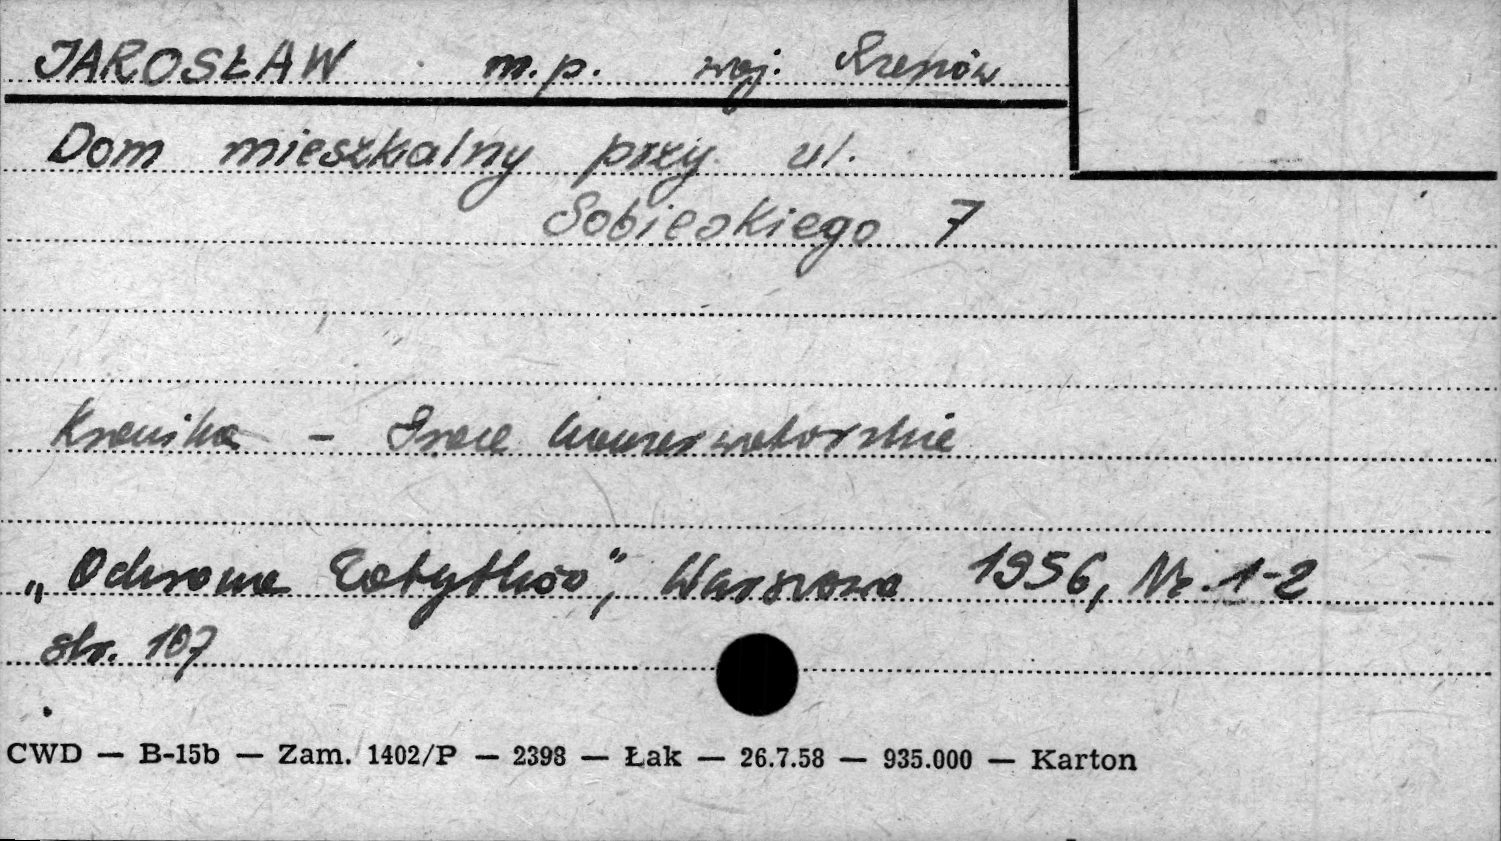 JAROSŁAW m.p. woj. Rzeszów
Dom mieszkalny przy ul.
Sobieskiego 7
Kronika - Prace konserwatorskie
„Ochrona Zabytków", Warszawa 1956, Nr. 1-2
str. 107
CWD — B-15b — Zam. 1402/P — 2398 — Łak — 26.7.58 — 935.000 — Karton